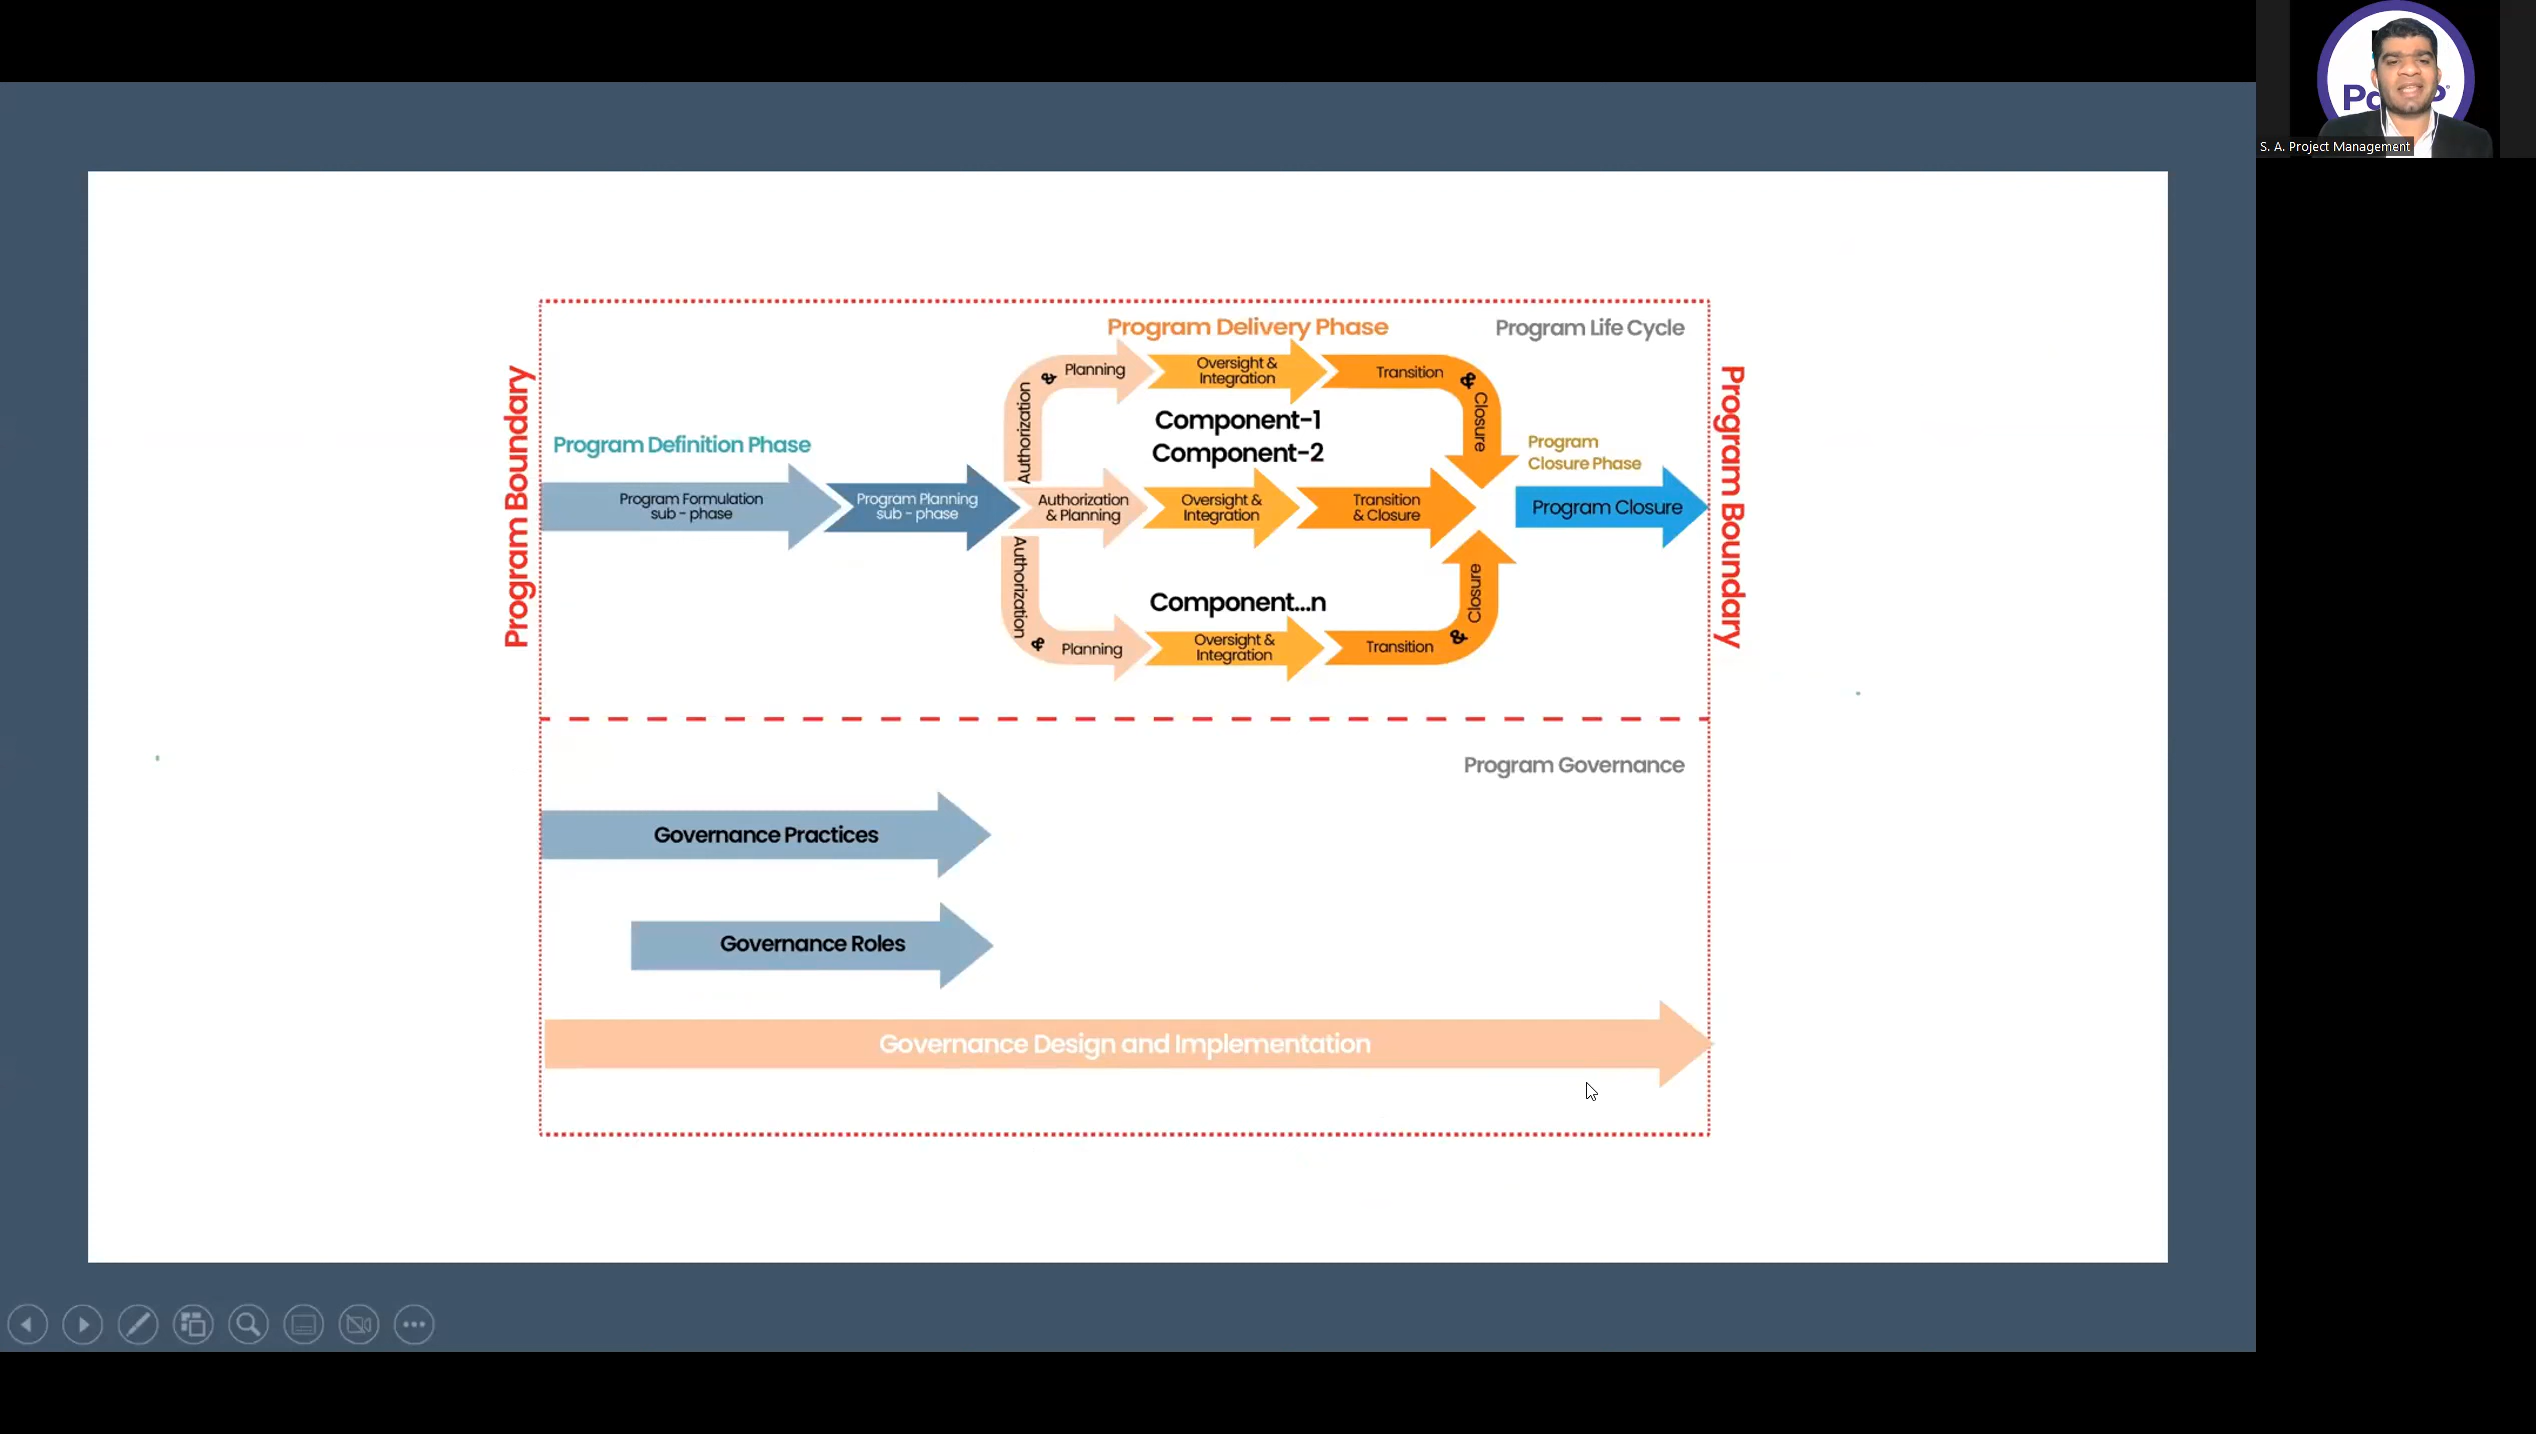 S. A. Project Management
Program Delivery Phase
Program Life Cycle
Program Boundary
Program Definition Phase
Program Formulation
sub - phase
Program Planning
sub - phase
Authorization & Planning
Oversight &
Integration
Transition & Closure
Component-1
Component-2
Authorization
& Planning
Oversight &
Integration
Transition
& Closure
Component...n
Authorization & Planning
Oversight &
Integration
Transition & Closure
Program
Closure Phase
Program Closure
Program Boundary
Program Governance
Governance Practices
Governance Roles
Governance Design and Implementation